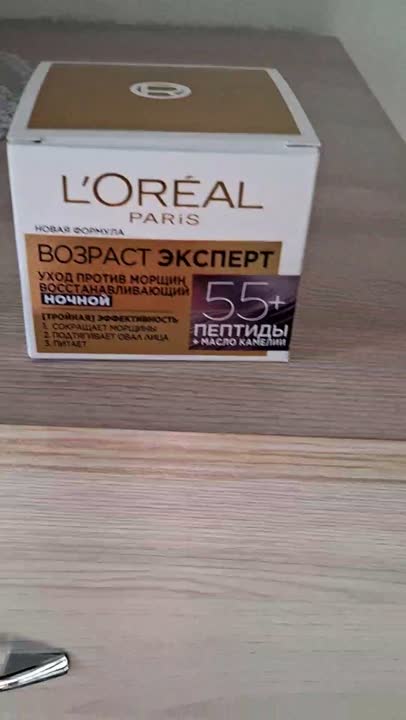 L'ORÉAL
PARIS
НОВАЯ ФОРМУЛА
ВОЗРАСТ ЭКСПЕРТ
УХОД ПРОТИВ МОРЩИН
ВОССТАНАВЛИВАЮЩИЙ
НОЧНОЙ
[ТРОЙНАЯ] ЭФФЕКТИВНОСТЬ
1. СОКРАЩАЕТ МОРЩИНЫ
2. ПОДТЯГИВАЕТ ОВАЛ ЛИЦА
3. ПИТАЕТ
55+
ПЕПТИДЫ
+ МАСЛО КАМЕЛИИ